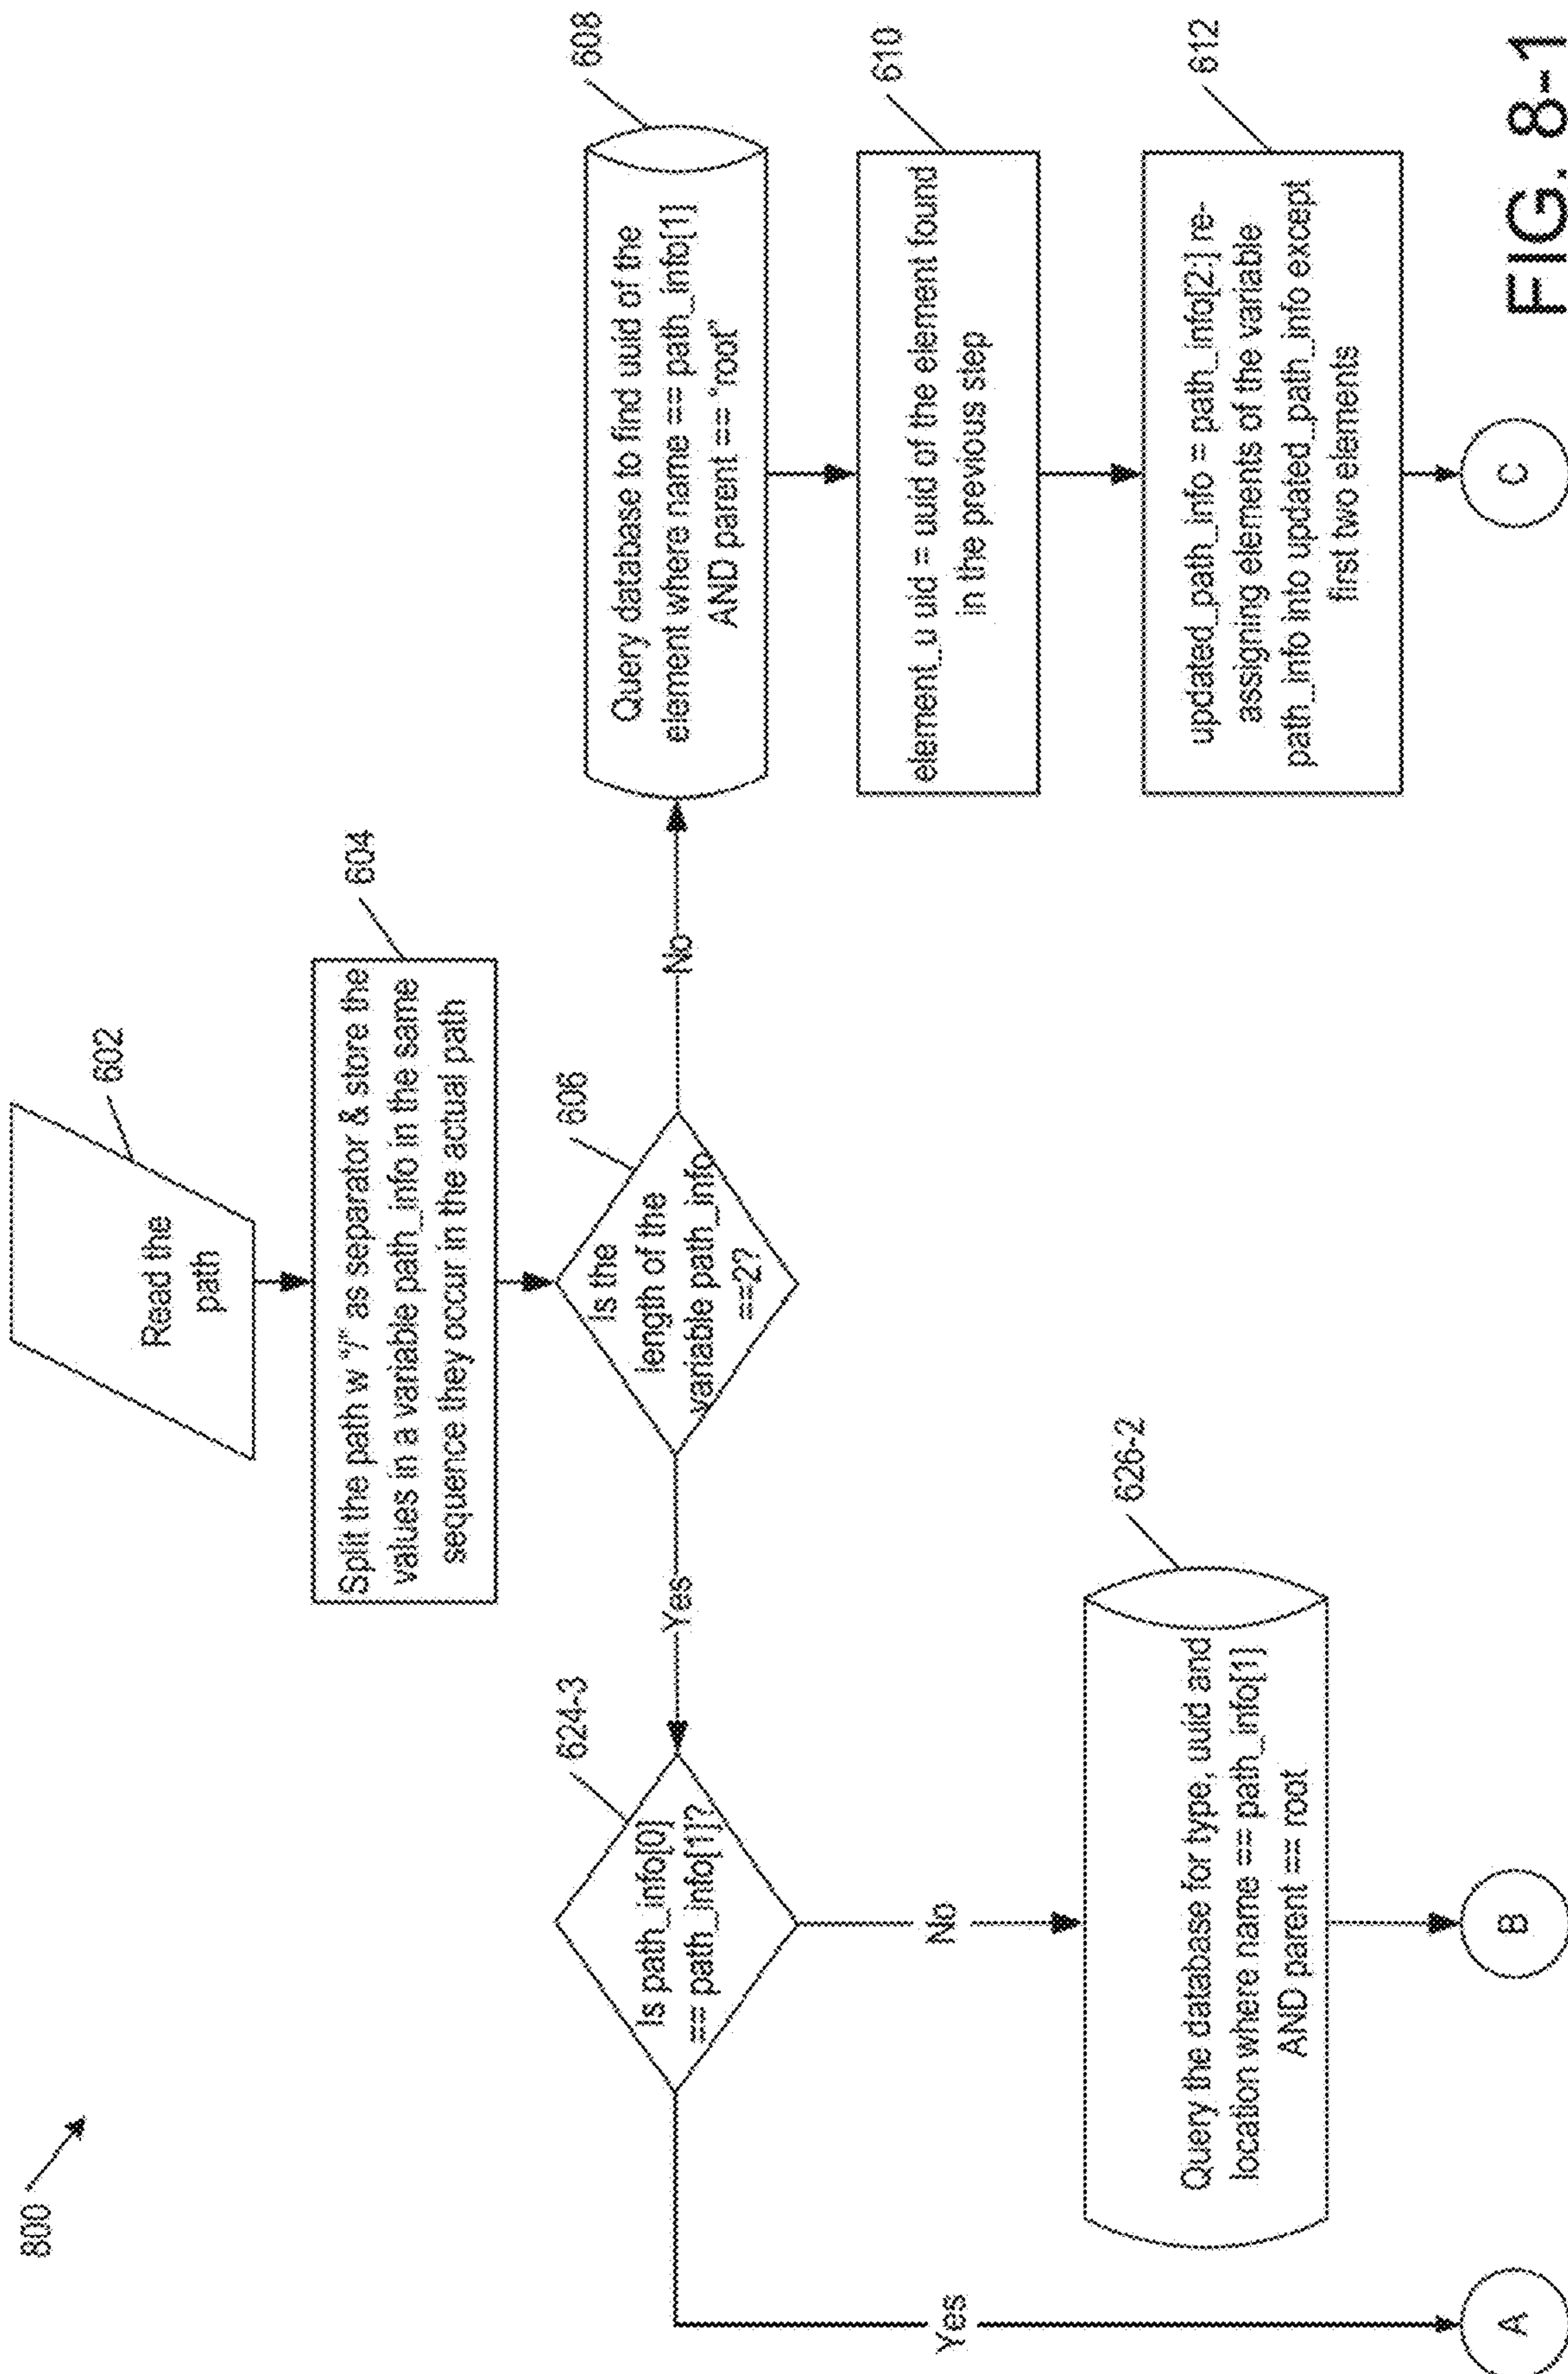 800
Read the
path
602
Split the path w "/" as separator & store the
values in a variable path_info in the same
sequence they occur in the actual path
604
Is the
length of the
variable path_info
==2?
606
Yes
No
Is path_info[0]
== path_info[1]?
624-3
Query database to find uuid of the
element where name == path_info[1]
AND parent == "root"
608
element_u uid = uuid of the element found
in the previous step
610
Yes
No
Query the database for type, uuid and
location where name == path_info[1]
AND parent == root
626-2
updated_path_info = path_info[2:] re-
assigning elements of the variable
path_info into updated_path_info except
first two elements
612
A
B
C
FIG. 8-1